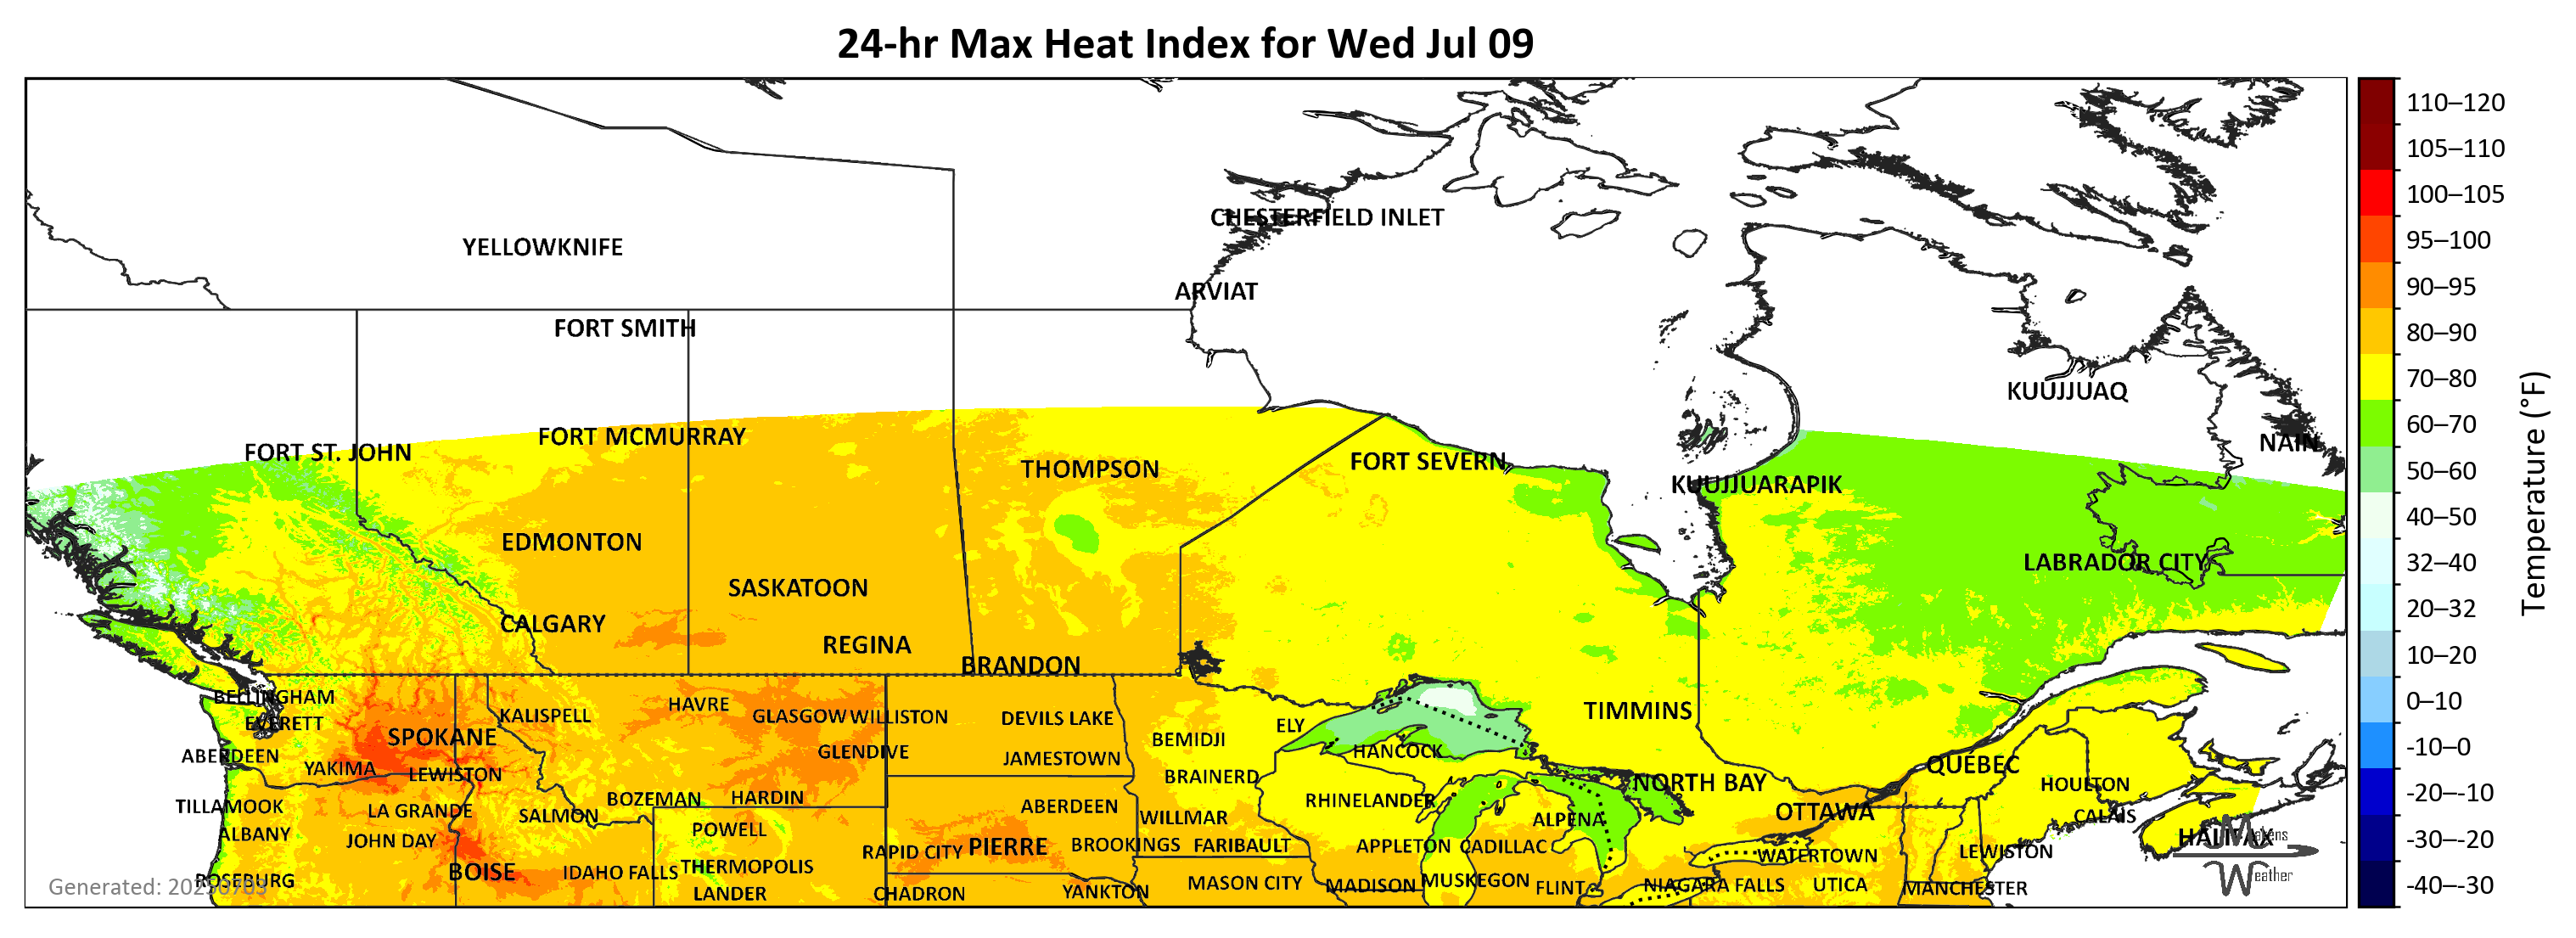 24-hr Max Heat Index for Wed Jul 09
110–120
105–110
100–105
95–100
90–95
80–90
70–80
60–70
50–60
40–50
32–40
20–32
10–20
0–10
-10–0
-20–-10
-30–-20
-40–-30
Temperature (°F)
CHESTERFIELD INLET
YELLOWKNIFE
ARVIAT
FORT SMITH
KUUJJUAQ
FORT MCMURRAY
NAIN
FORT ST. JOHN
FORT SEVERN
THOMPSON
KUUJJUARAPIK
EDMONTON
LABRADOR CITY
SASKATOON
CALGARY
REGINA
BRANDON
BELLINGHAM
HAVRE
TIMMINS
KALISPELL
GLASGOW
WILLISTON
DEVILS LAKE
EVERETT
ELY
SPOKANE
BEMIDJI
HANCOCK
GLENDIVE
ABERDEEN
JAMESTOWN
QUÉBEC
YAKIMA
LEWISTON
BRAINERD
NORTH BAY
HOULTON
BOZEMAN
HARDIN
RHINELANDER
TILLAMOOK
LA GRANDE
ABERDEEN
OTTAWA
SALMON
WILLMAR
CALAIS
ALPENA
POWELL
ALBANY
JOHN DAY
HALIFAX
Makens
Weather
RAPID CITY
PIERRE
BROOKINGS
FARIBAULT
APPLETON
CADILLAC
LEWISTON
WATERTOWN
BOISE
IDAHO FALLS
THERMOPOLIS
ROSEBURG
MASON CITY
MADISON
MUSKEGON
FLINT
NIAGARA FALLS
UTICA
MANCHESTER
LANDER
CHADRON
YANKTON
Generated: 20250703